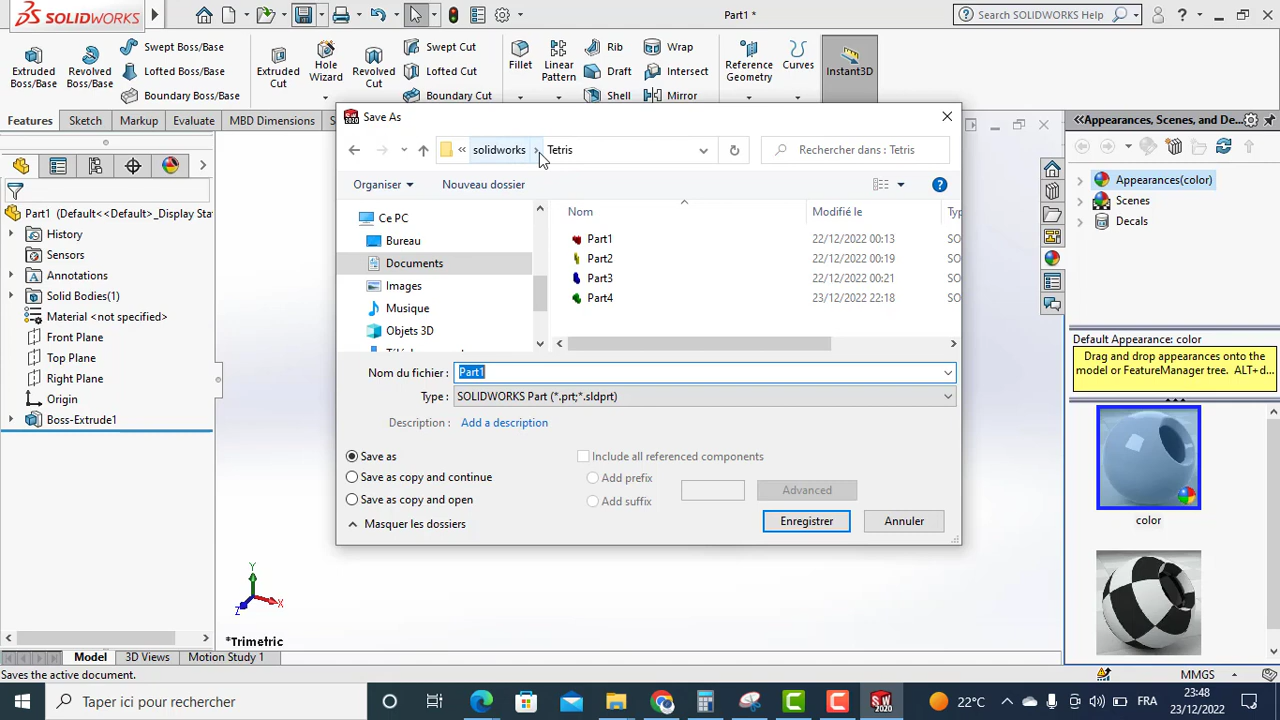 SOLIDWORKS
Part1 *
Search SOLIDWORKS Help
Extruded Boss/Base
Revolved Boss/Base
Swept Boss/Base
Lofted Boss/Base
Boundary Boss/Base
Extruded Cut
Hole Wizard
Revolved Cut
Swept Cut
Lofted Cut
Boundary Cut
Fillet
Linear Pattern
Rib
Draft
Shell
Wrap
Intersect
Mirror
Reference Geometry
Curves
Instant3D
Features
Sketch
Markup
Evaluate
MBD Dimensions
Part1 (Default<<Default>_Display Sta
History
Sensors
Annotations
Solid Bodies(1)
Material <not specified>
Front Plane
Top Plane
Right Plane
Origin
Boss-Extrude1
Save As
« solidworks > Tetris
Rechercher dans : Tetris
Organiser
Nouveau dossier
Ce PC
Bureau
Documents
Images
Musique
Objets 3D
Nom
Modifié le
Typ
Part1 22/12/2022 00:13 SO
Part2 22/12/2022 00:19 SO
Part3 22/12/2022 00:21 SO
Part4 23/12/2022 22:18 SO
Nom du fichier : Part1
Type : SOLIDWORKS Part (*.prt;*.sldprt)
Description : Add a description
Save as
Save as copy and continue
Save as copy and open
Include all referenced components
Add prefix
Add suffix
Advanced
Masquer les dossiers
Enregistrer
Annuler
Appearances, Scenes, and De...
Appearances(color)
Scenes
Decals
Default Appearance: color
Drag and drop appearances onto the
model or FeatureManager tree. ALT+d...
color
Y
X
Z
*Trimetric
Model
3D Views
Motion Study 1
Saves the active document.
MMGS
Taper ici pour rechercher
SW
2020
22°C
FRA
23:48
23/12/2022